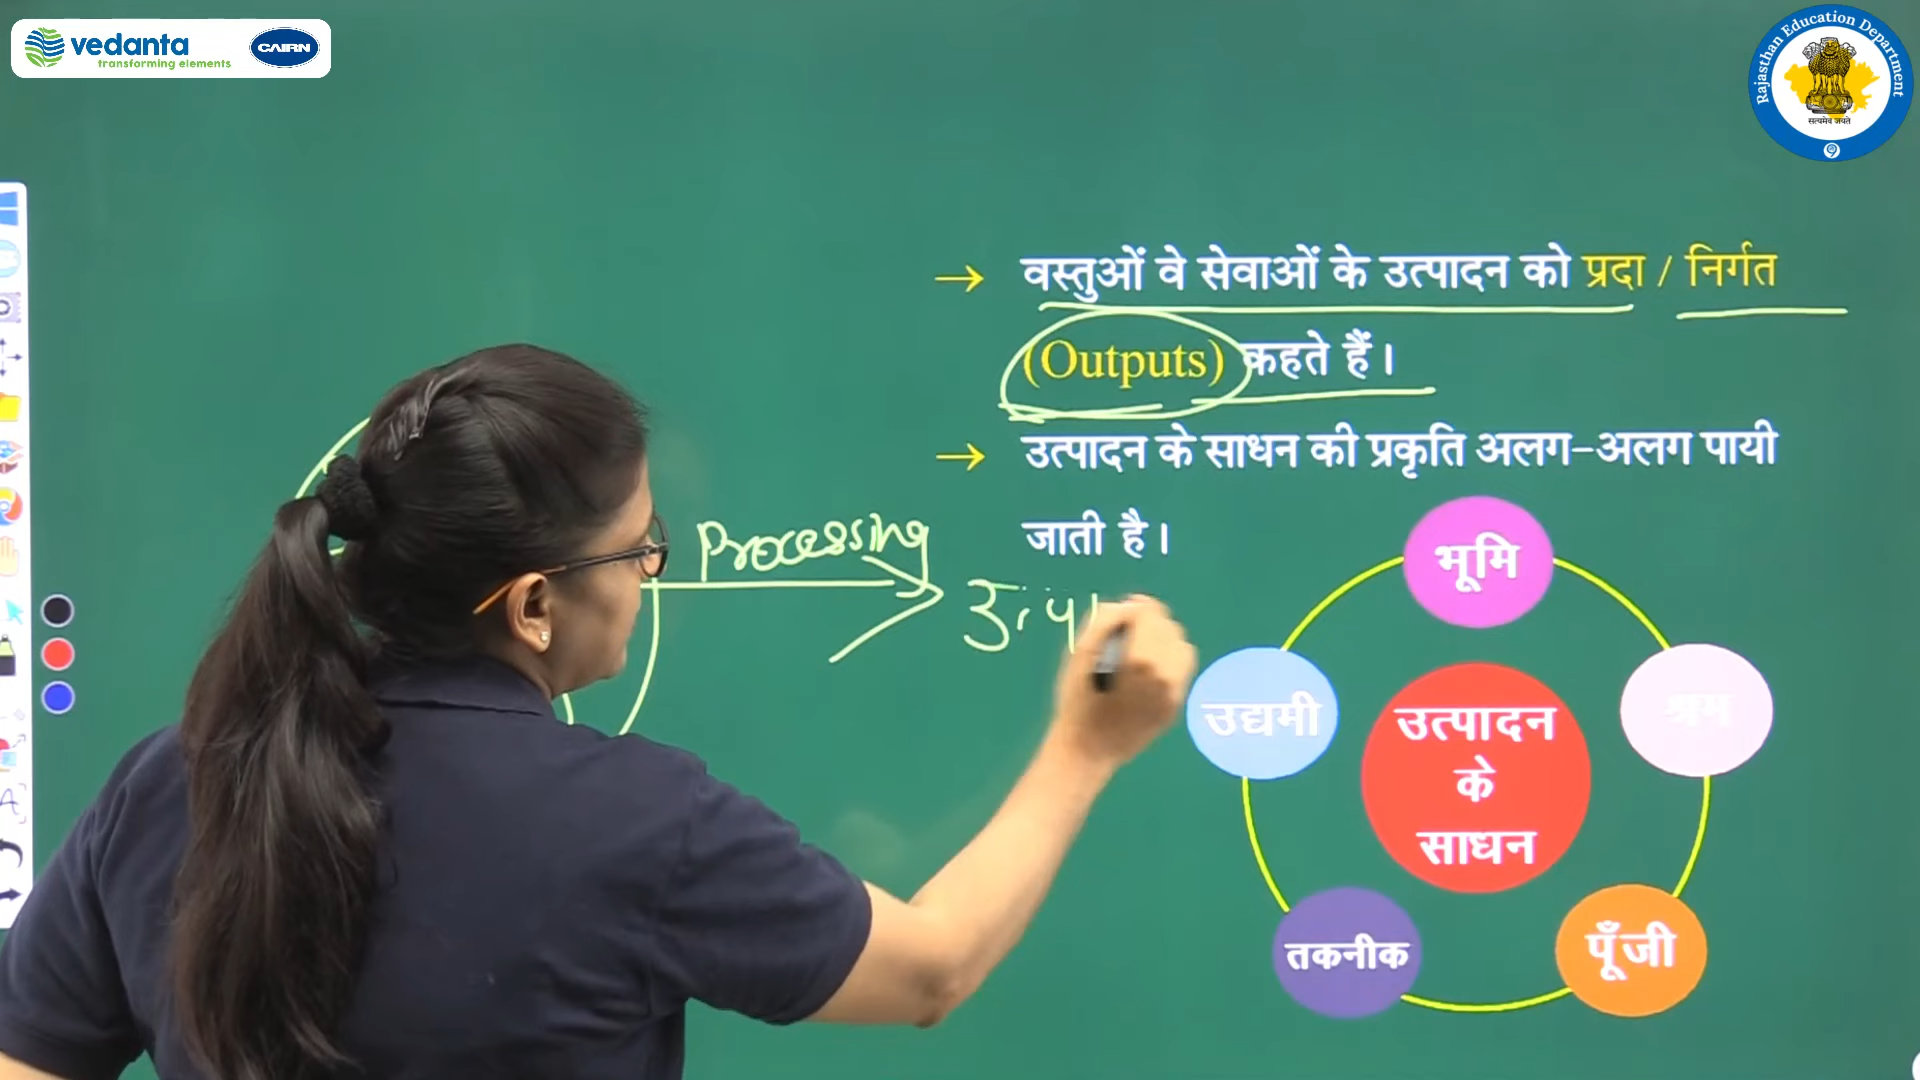 vedanta
transforming elements
CAIRN
Rajasthan Education Department
सत्यमेव जयते
→ वस्तुओं वे सेवाओं के उत्पादन को प्रदा / निर्गत
(Outputs) कहते हैं।
→ उत्पादन के साधन की प्रकृति अलग-अलग पायी
जाती है।
Processing
भूमि
उद्यमी
श्रम
उत्पादन
के
साधन
तकनीक
पूँजी